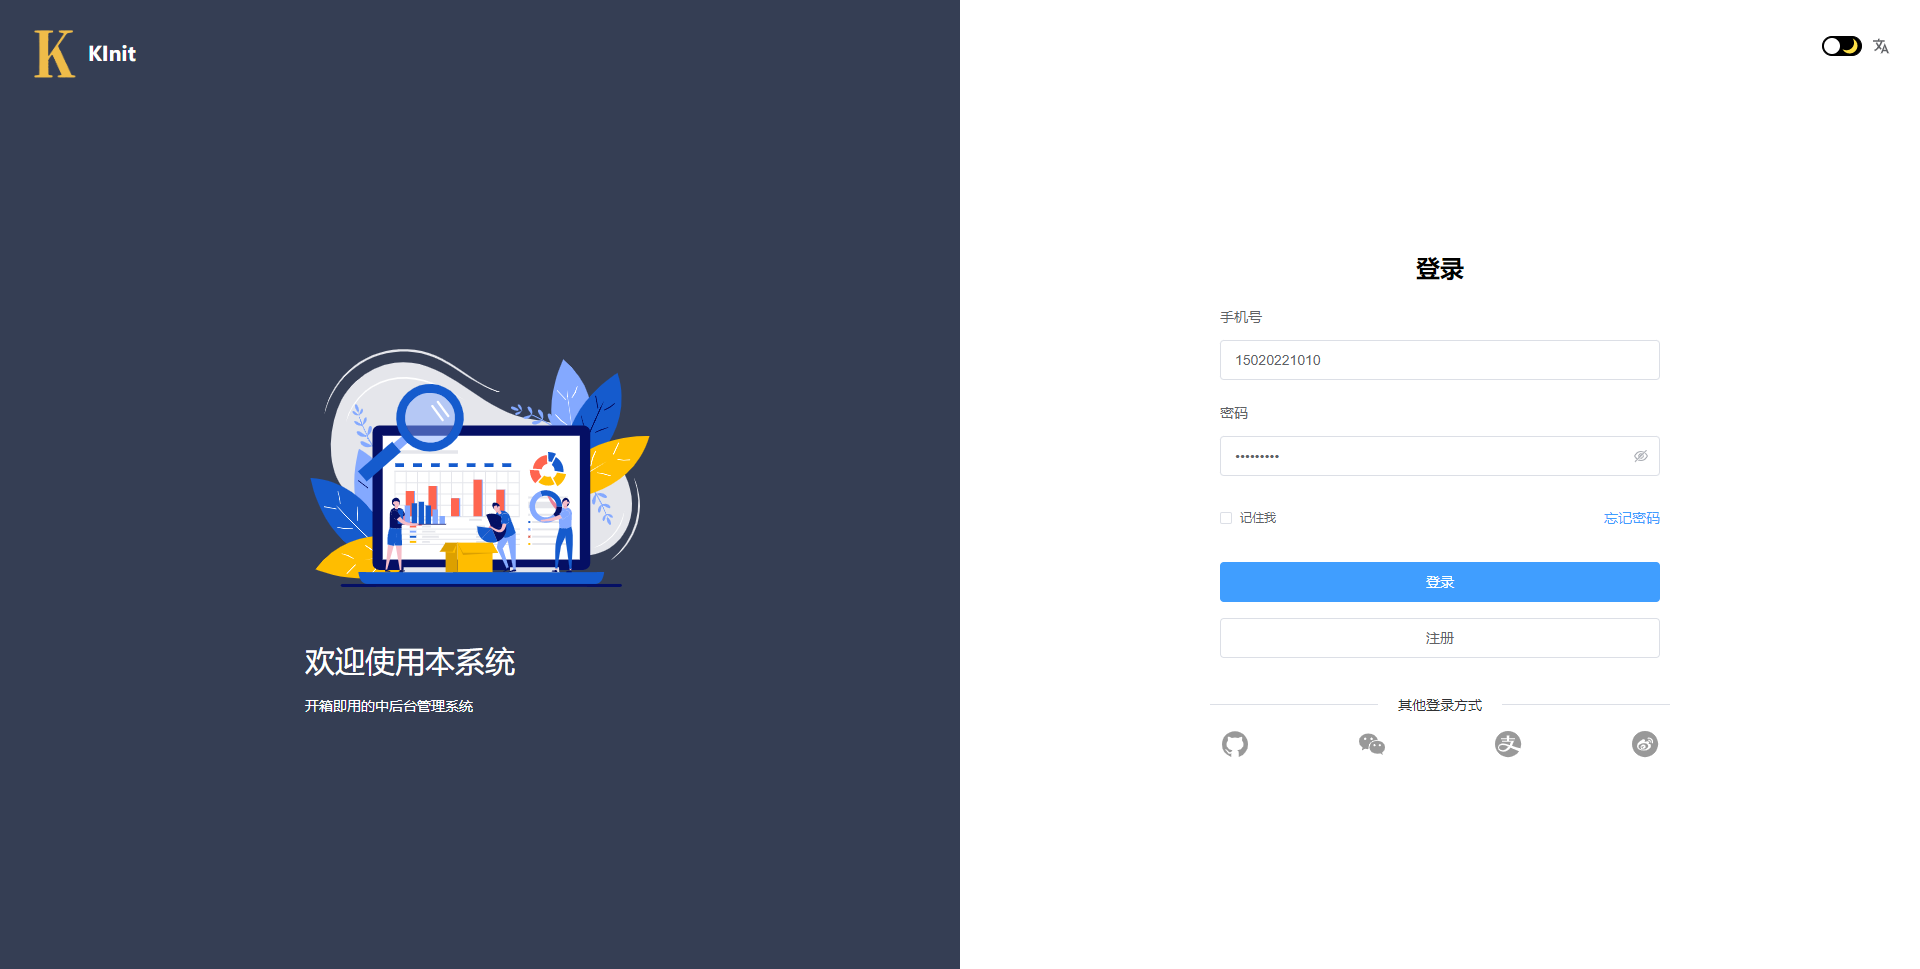 K KInit
欢迎使用本系统
开箱即用的中后台管理系统
登录
手机号
15020221010
密码
•••••••••
记住我 忘记密码
登录
注册
其他登录方式